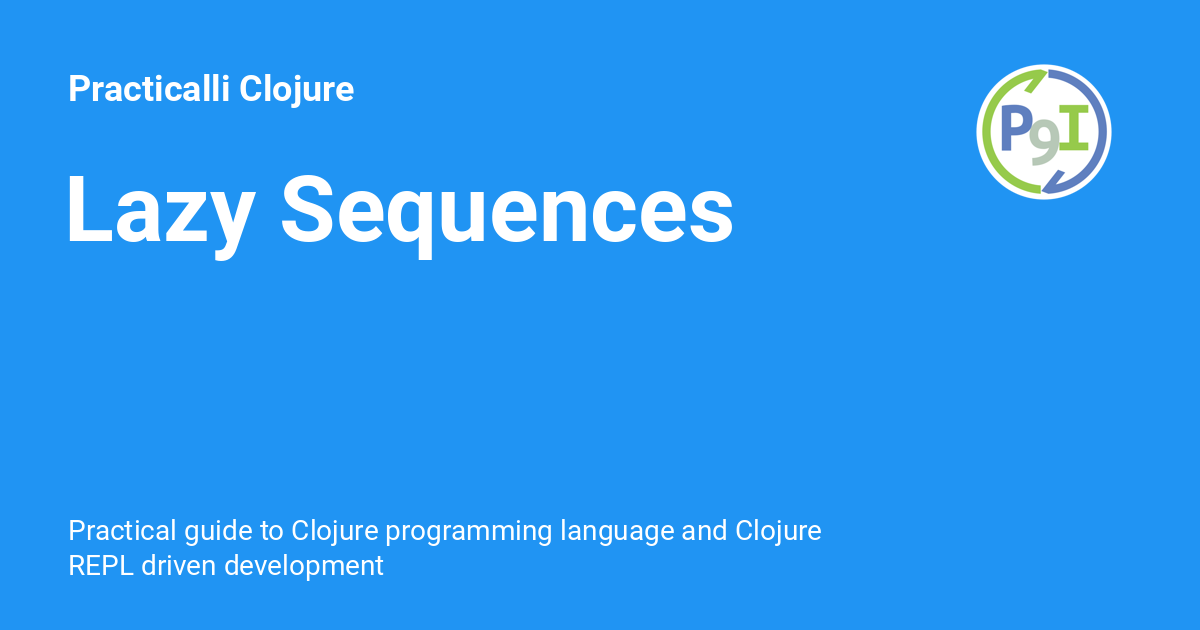 Practicalli Clojure
P9I
Lazy Sequences
Practical guide to Clojure programming language and Clojure
REPL driven development